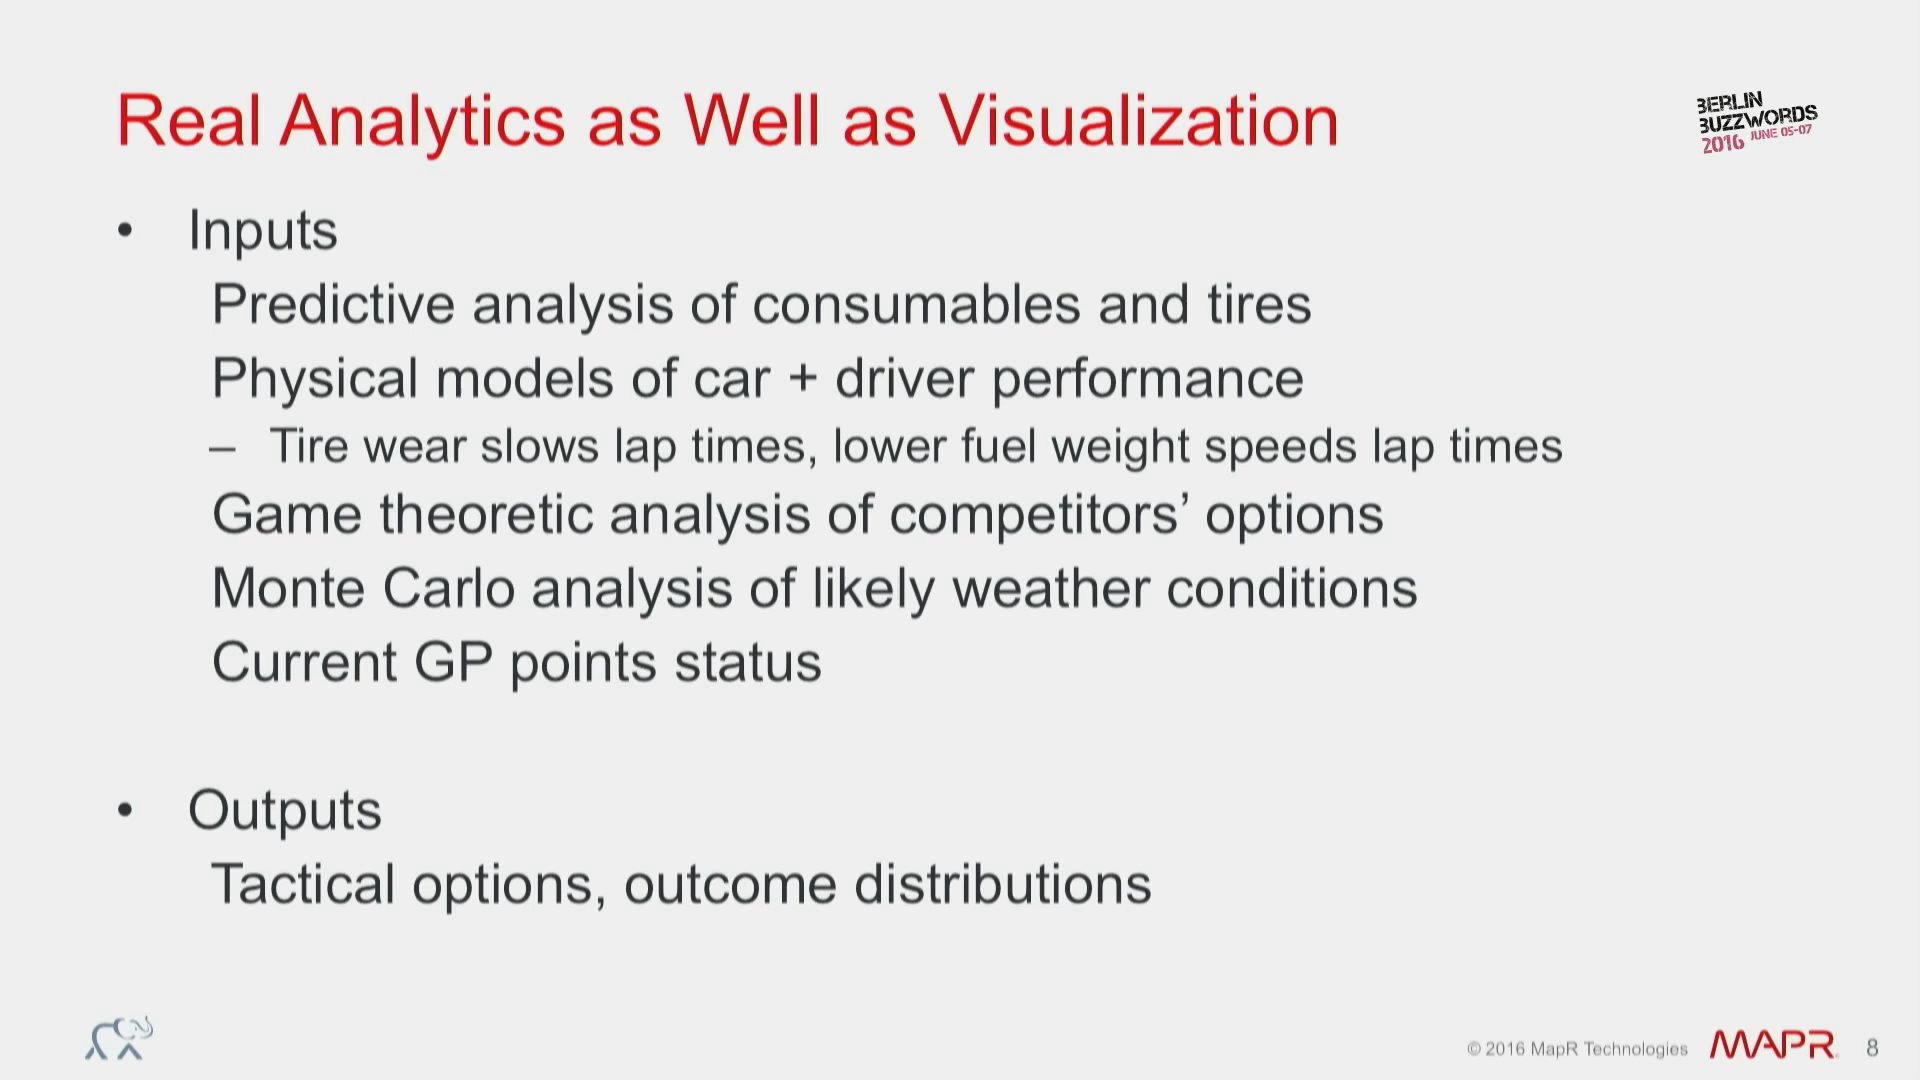 Real Analytics as Well as Visualization
BERLIN
BUZZWORDS
2016 JUNE 05-07
• Inputs
Predictive analysis of consumables and tires
Physical models of car + driver performance
– Tire wear slows lap times, lower fuel weight speeds lap times
Game theoretic analysis of competitors’ options
Monte Carlo analysis of likely weather conditions
Current GP points status
• Outputs
Tactical options, outcome distributions
© 2016 MapR Technologies MAPR 8